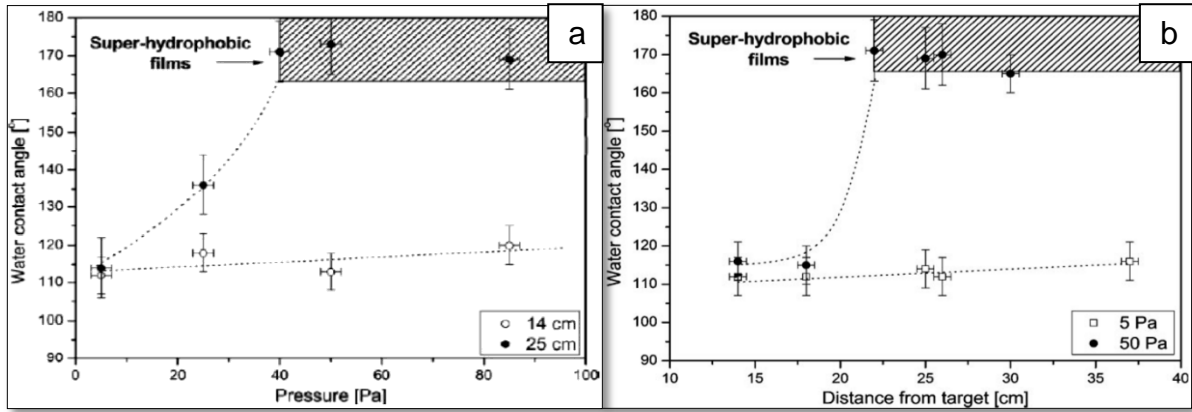 a
Super-hydrophobic
films
Water contact angle [°]
180
170
160
150
140
130
120
110
100
90
0 20 40 60 80 100
Pressure [Pa]
14 cm
25 cm
b
Super-hydrophobic
films
Water contact angle [°]
180
170
160
150
140
130
120
110
100
90
10 15 20 25 30 35 40
Distance from target [cm]
5 Pa
50 Pa